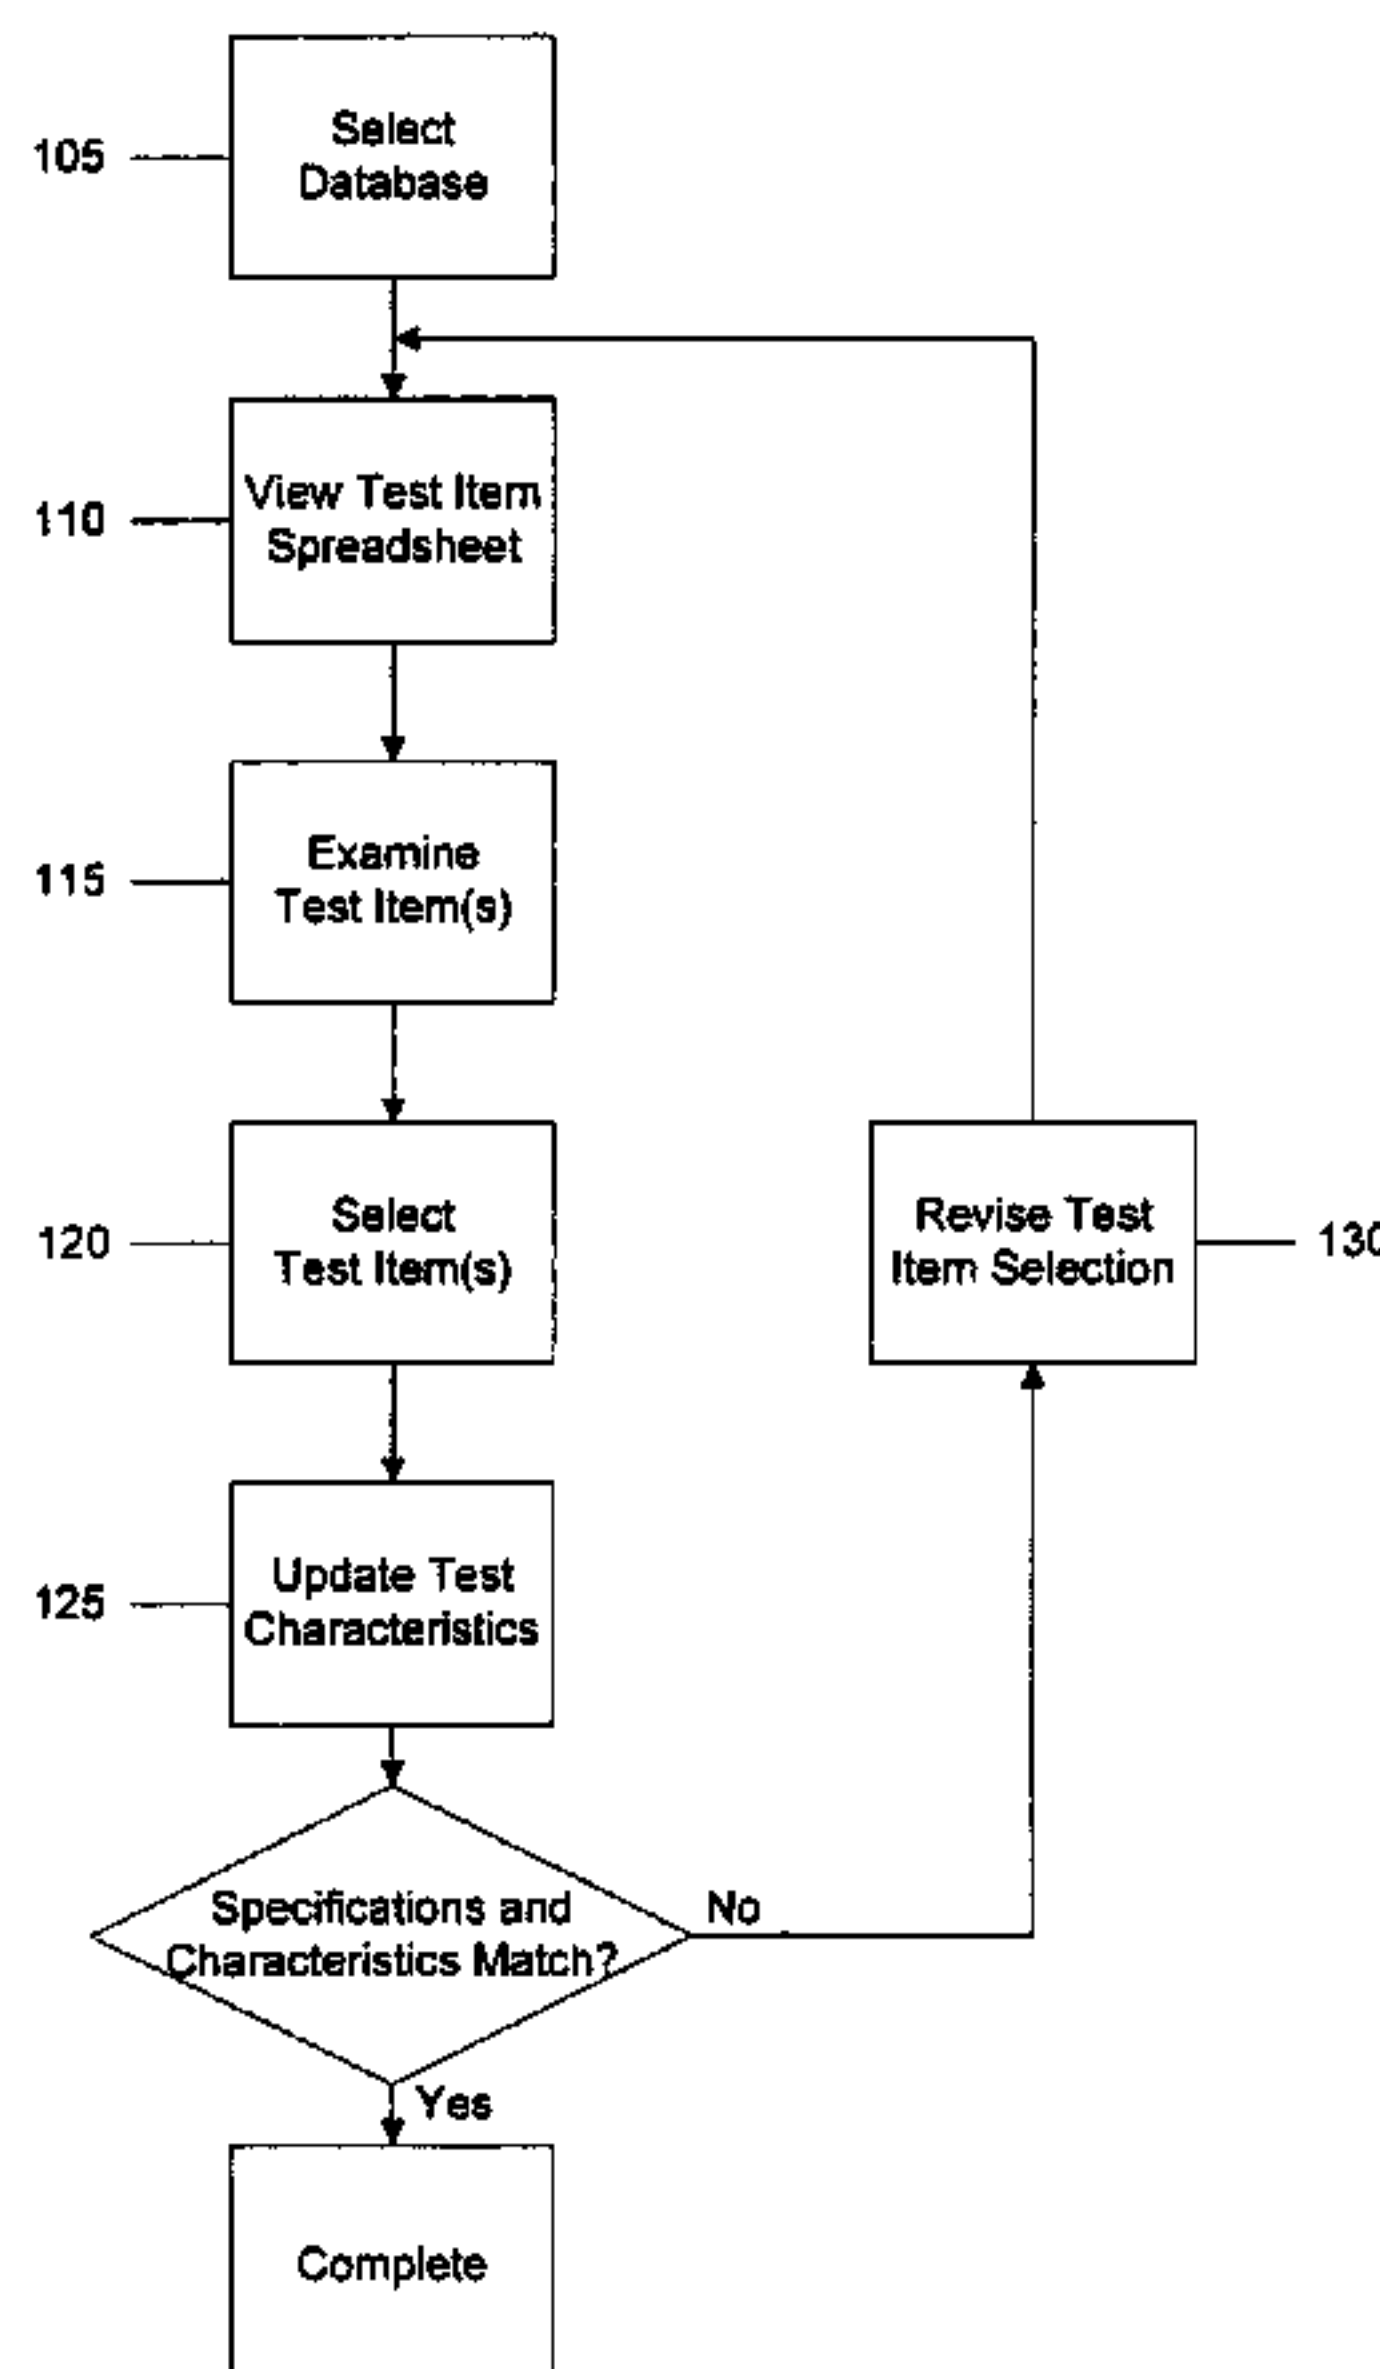 105
Select
Database
110
View Test Item
Spreadsheet
115
Examine
Test Item(s)
120
Select
Test Item(s)
Revise Test
Item Selection
130
125
Update Test
Characteristics
Specifications and
Characteristics Match?
No
Yes
Complete